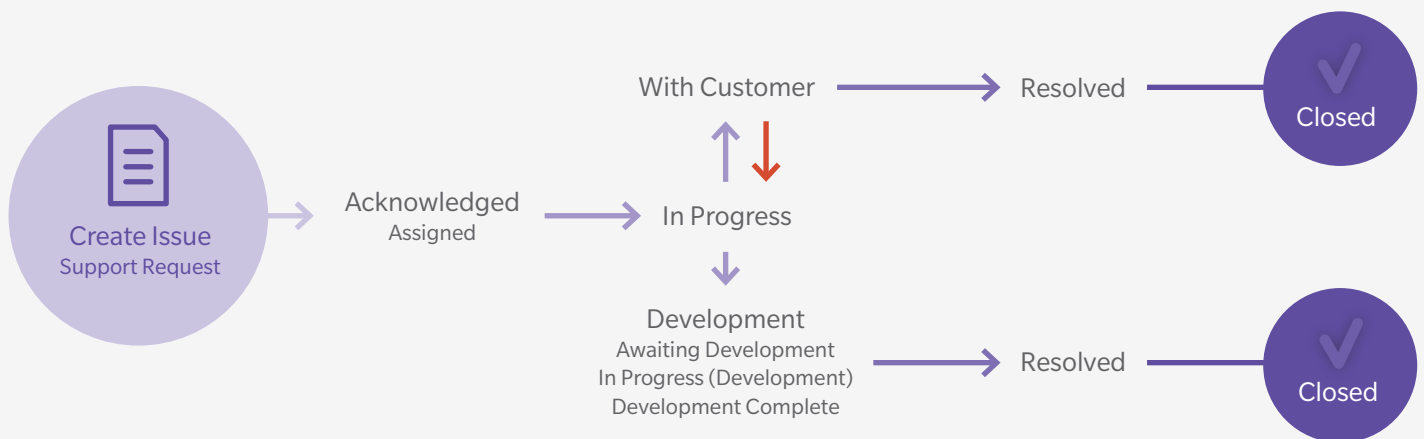 With Customer
Resolved
Closed
Create Issue
Support Request
Acknowledged
Assigned
In Progress
Development
Awaiting Development
In Progress (Development)
Development Complete
Resolved
Closed